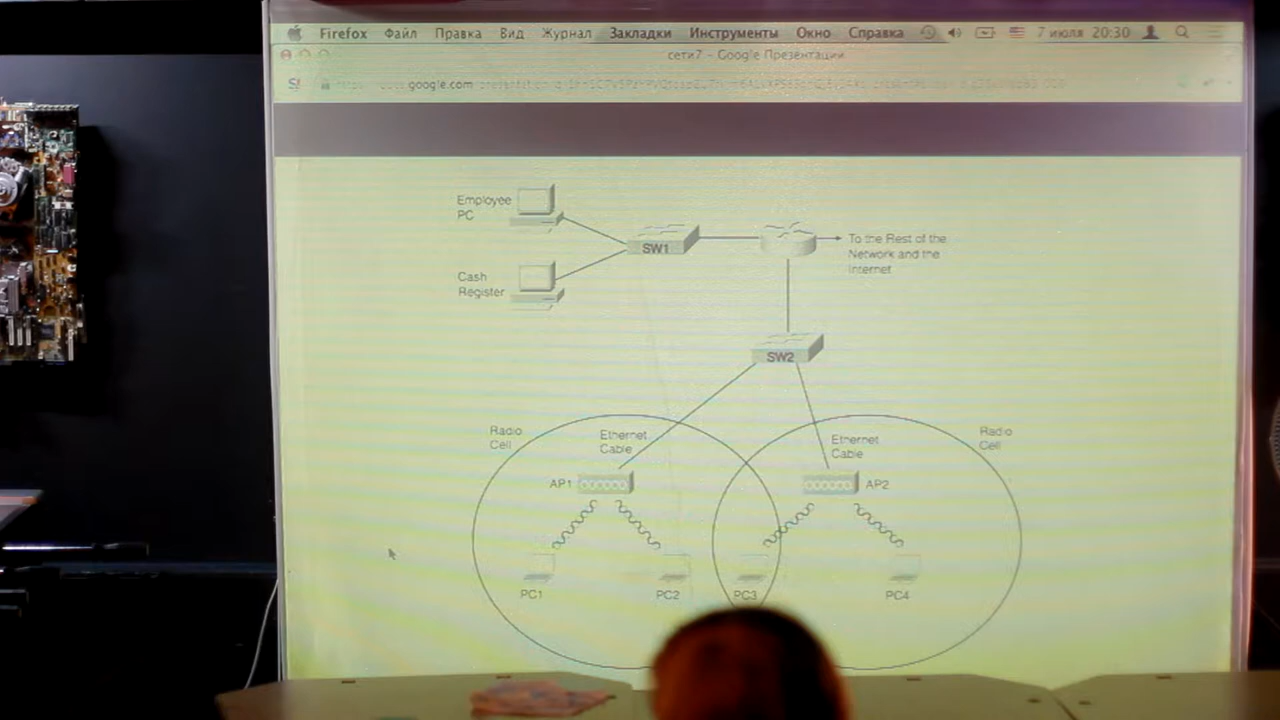 Firefox Файл Правка Вид Журнал Закладки Инструменты Окно Справка 7 июля 20:30
сети7 - Google Презентации
google.com
Employee
PC
SW1
To the Rest of the
Network and the
Internet
Cash
Register
SW2
Radio
Cell
Ethernet
Cable
Ethernet
Cable
Radio
Cell
AP1
AP2
PC1
PC2
PC3
PC4